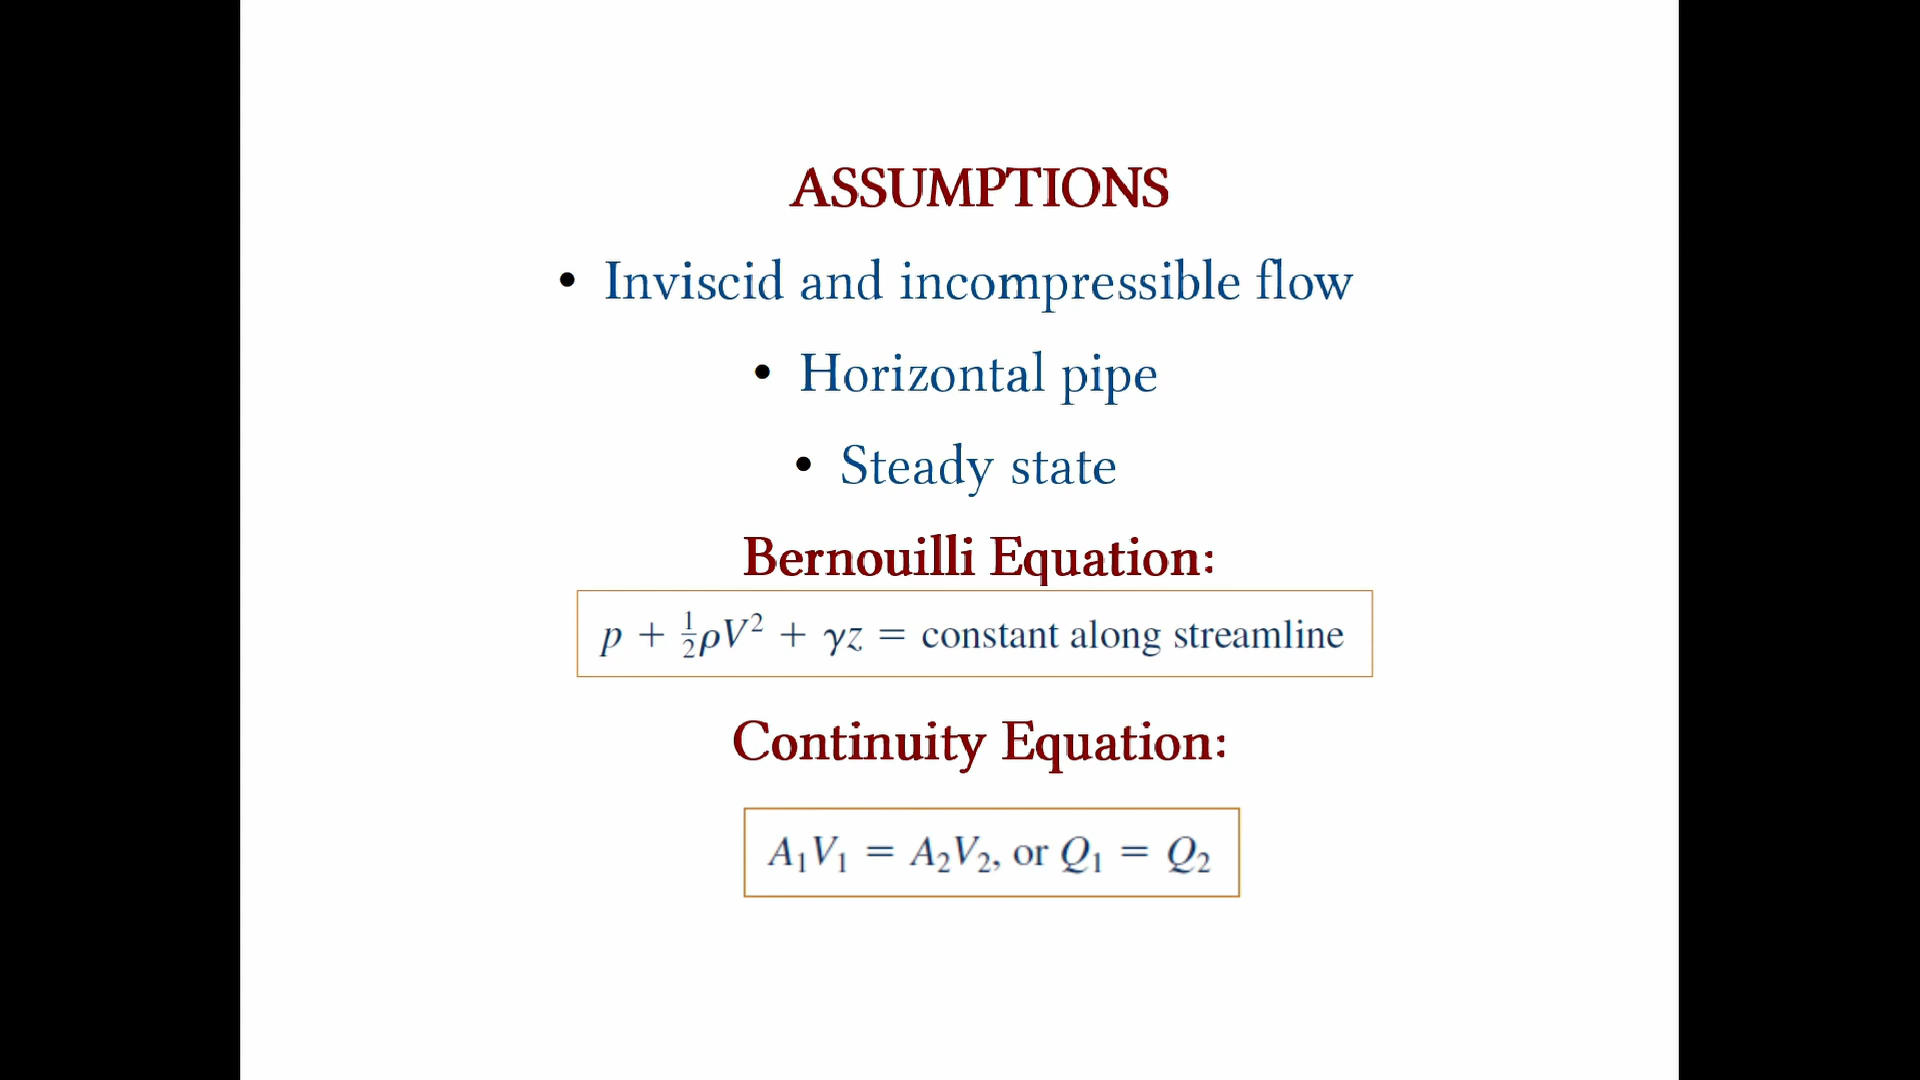 ASSUMPTIONS
• Inviscid and incompressible flow
• Horizontal pipe
• Steady state
Bernouilli Equation:
p + ½ρV² + γz = constant along streamline
Continuity Equation:
A₁V₁ = A₂V₂, or Q₁ = Q₂